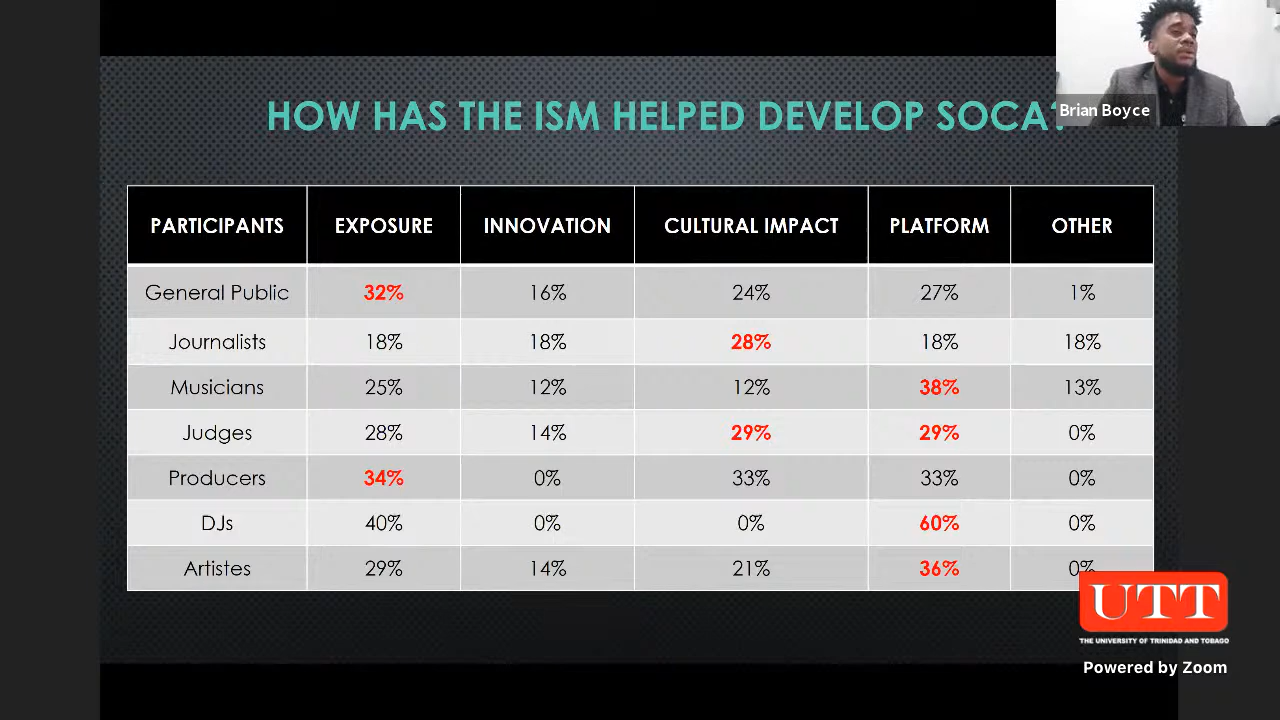 HOW HAS THE ISM HELPED DEVELOP SOCA?
Brian Boyce
PARTICIPANTS EXPOSURE INNOVATION CULTURAL IMPACT PLATFORM OTHER
General Public 32% 16% 24% 27% 1%
Journalists 18% 18% 28% 18% 18%
Musicians 25% 12% 12% 38% 13%
Judges 28% 14% 29% 29% 0%
Producers 34% 0% 33% 33% 0%
DJs 40% 0% 0% 60% 0%
Artistes 29% 14% 21% 36% 0%
UTT
THE UNIVERSITY OF TRINIDAD AND TOBAGO
Powered by Zoom